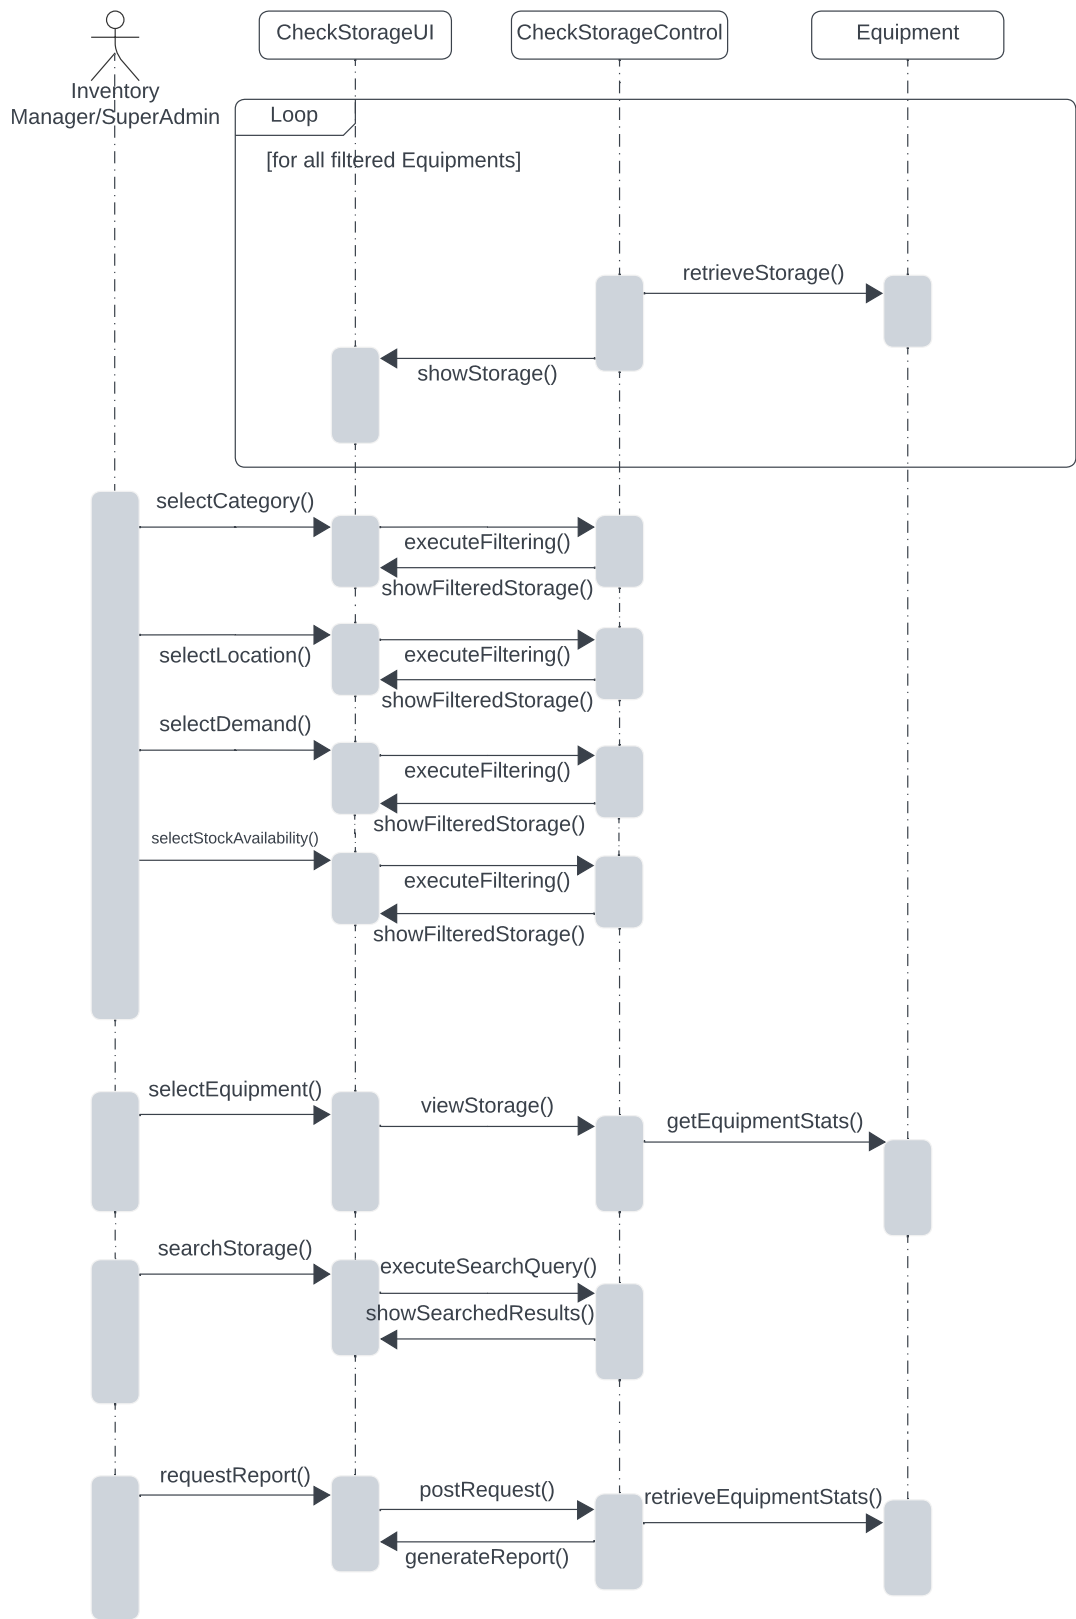 CheckStorageUI
CheckStorageControl
Equipment
Inventory
Manager/SuperAdmin
Loop
[for all filtered Equipments]
retrieveStorage()
showStorage()
selectCategory()
executeFiltering()
showFilteredStorage()
selectLocation()
executeFiltering()
showFilteredStorage()
selectDemand()
executeFiltering()
showFilteredStorage()
selectStockAvailability()
executeFiltering()
showFilteredStorage()
selectEquipment()
viewStorage()
getEquipmentStats()
searchStorage()
executeSearchQuery()
showSearchedResults()
requestReport()
postRequest()
retrieveEquipmentStats()
generateReport()